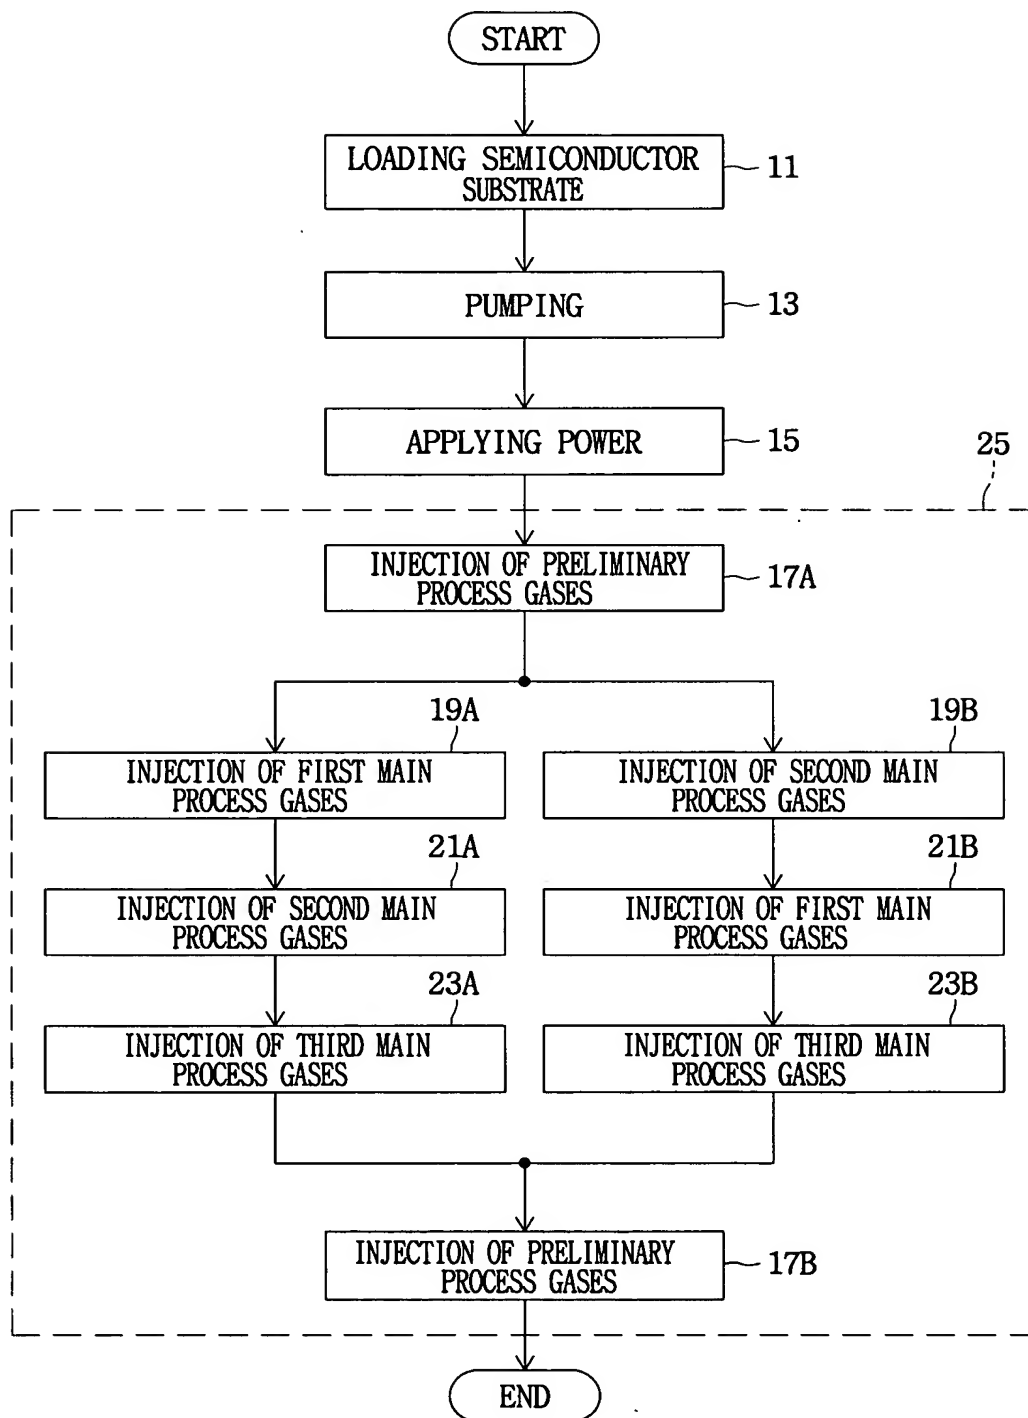 START
LOADING SEMICONDUCTOR
SUBSTRATE
11
PUMPING
13
APPLYING POWER
15
25
INJECTION OF PRELIMINARY
PROCESS GASES
17A
19A
INJECTION OF FIRST MAIN
PROCESS GASES
19B
INJECTION OF SECOND MAIN
PROCESS GASES
21A
INJECTION OF SECOND MAIN
PROCESS GASES
21B
INJECTION OF FIRST MAIN
PROCESS GASES
23A
INJECTION OF THIRD MAIN
PROCESS GASES
23B
INJECTION OF THIRD MAIN
PROCESS GASES
INJECTION OF PRELIMINARY
PROCESS GASES
17B
END